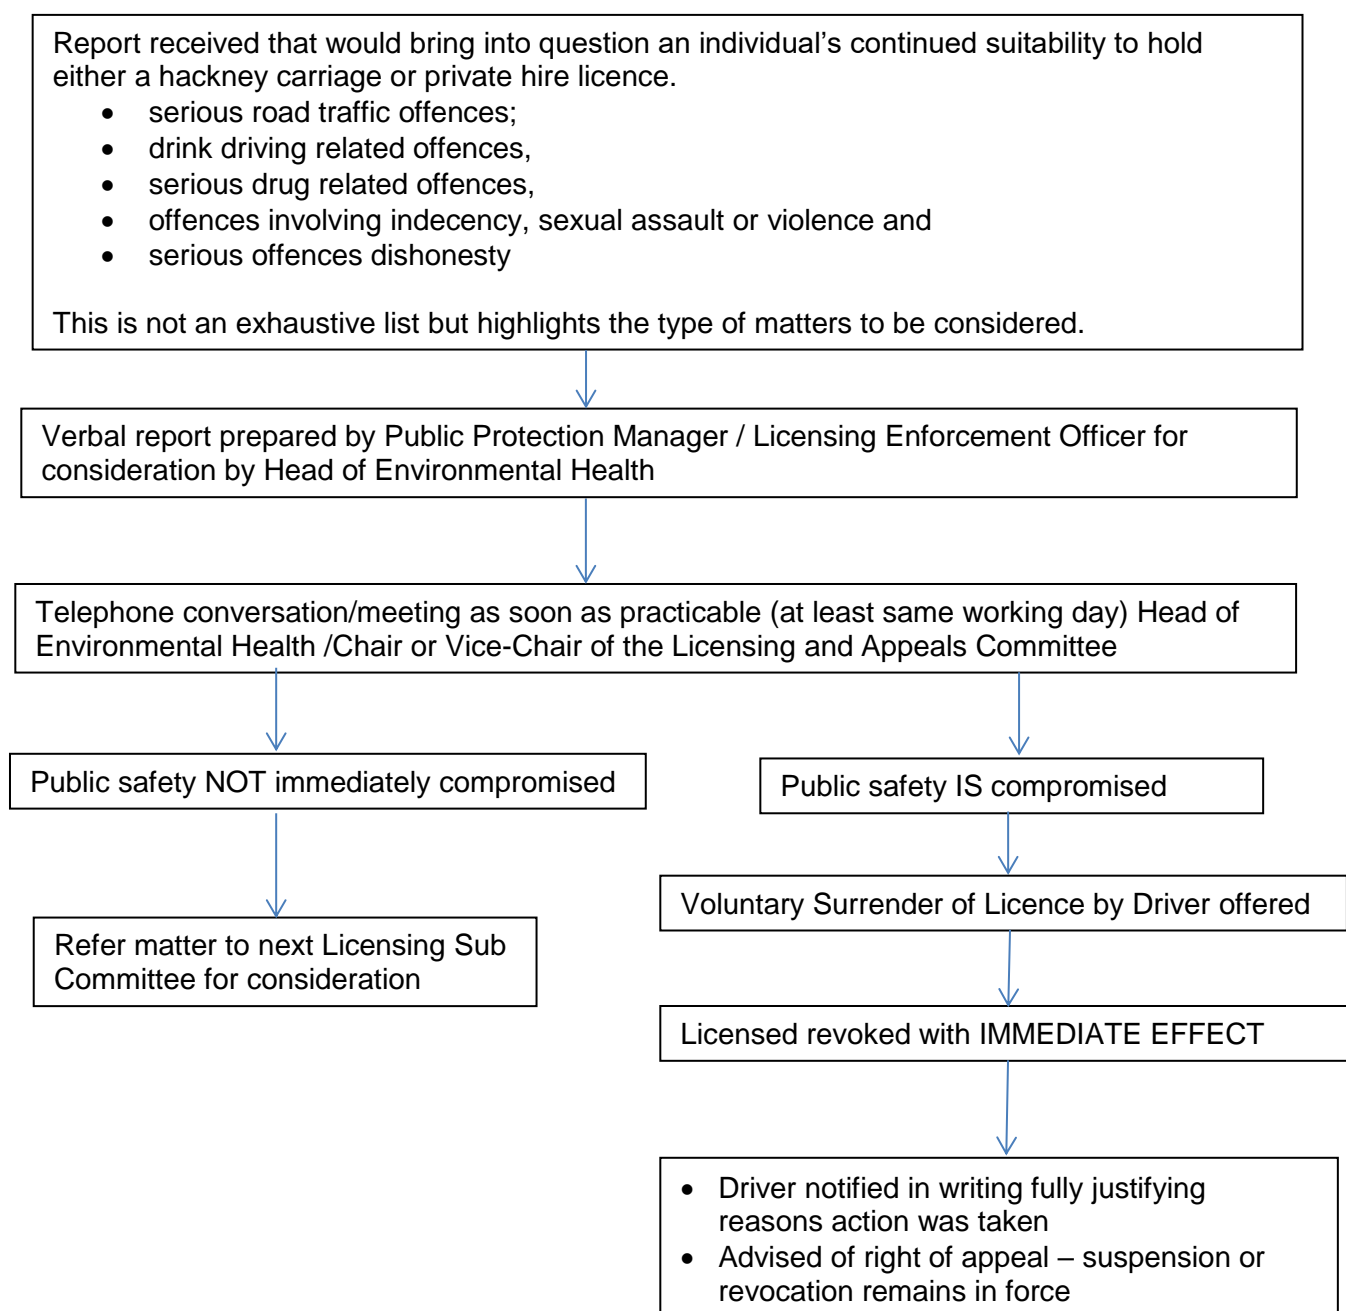 Report received that would bring into question an individual’s continued suitability to hold
either a hackney carriage or private hire licence.
• serious road traffic offences;
• drink driving related offences,
• serious drug related offences,
• offences involving indecency, sexual assault or violence and
• serious offences dishonesty
This is not an exhaustive list but highlights the type of matters to be considered.
Verbal report prepared by Public Protection Manager / Licensing Enforcement Officer for
consideration by Head of Environmental Health
Telephone conversation/meeting as soon as practicable (at least same working day) Head of
Environmental Health /Chair or Vice-Chair of the Licensing and Appeals Committee
Public safety NOT immediately compromised
Refer matter to next Licensing Sub
Committee for consideration
Public safety IS compromised
Voluntary Surrender of Licence by Driver offered
Licensed revoked with IMMEDIATE EFFECT
• Driver notified in writing fully justifying
reasons action was taken
• Advised of right of appeal – suspension or
revocation remains in force